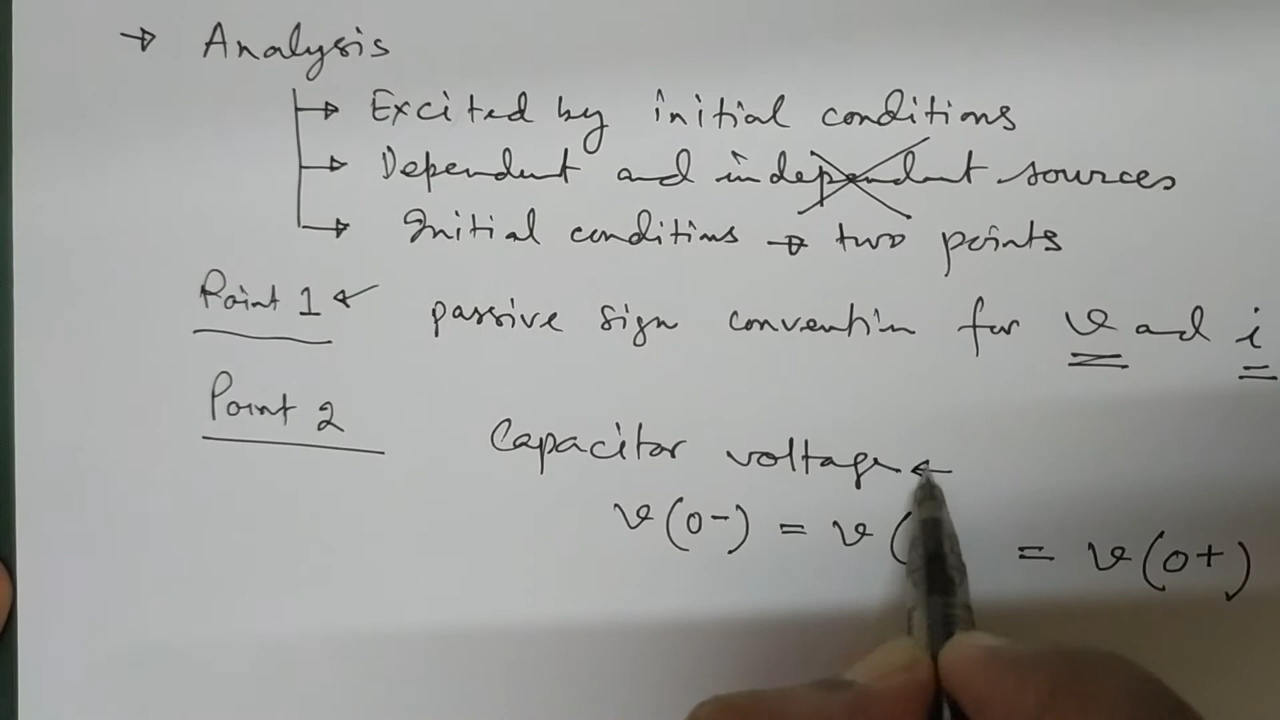 → Analysis
→ Excited by initial conditions
→ Dependent and independent sources
→ Initial conditions → two points
Point 1 ← passive sign convention for v and i
Point 2 Capacitor voltage ←
v(0-) = v( = v(0+)